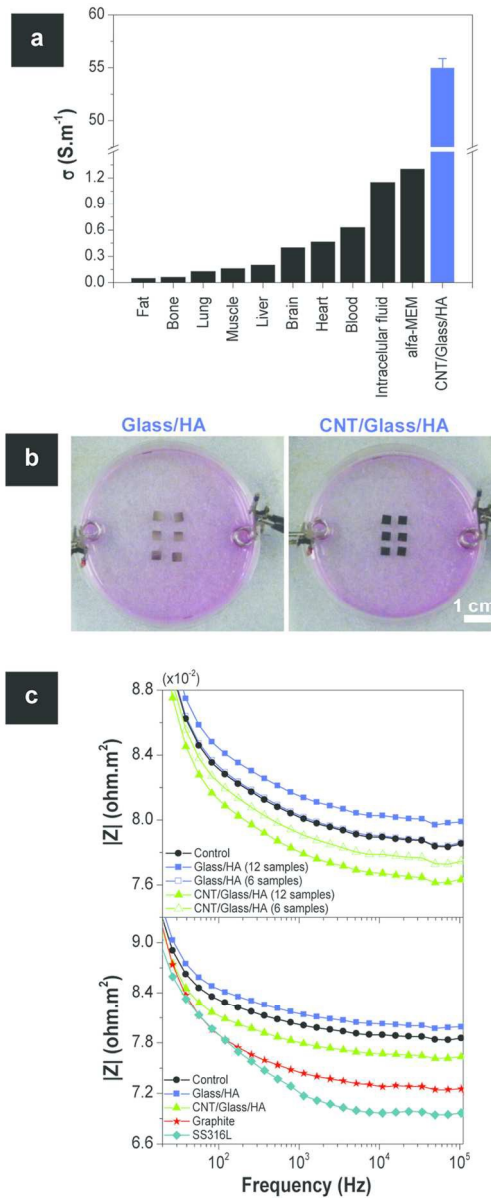 a
σ (S.m⁻¹)
60
55
50
1.2
0.9
0.6
0.3
0.0
Fat
Bone
Lung
Muscle
Liver
Brain
Heart
Blood
Intracelular fluid
alfa-MEM
CNT/Glass/HA
b
Glass/HA
CNT/Glass/HA
1 cm
c
(x10⁻²)
|Z| (ohm.m²)
8.8
8.4
8.0
7.6
Control
Glass/HA (12 samples)
Glass/HA (6 samples)
CNT/Glass/HA (12 samples)
CNT/Glass/HA (6 samples)
|Z| (ohm.m²)
9.0
8.4
7.8
7.2
6.6
Control
Glass/HA
CNT/Glass/HA
Graphite
SS316L
10² 10³ 10⁴ 10⁵
Frequency (Hz)